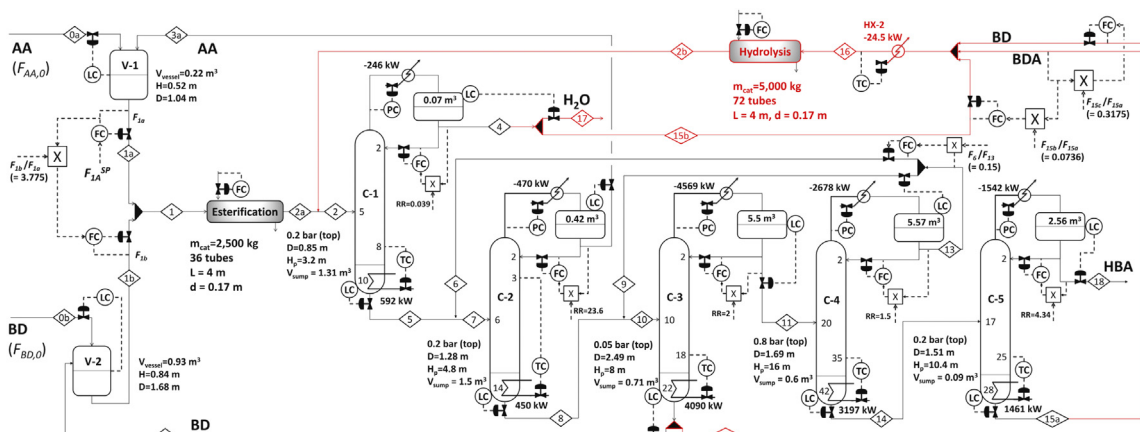 AA
(F_AA,0)
0a
3a
AA
V-1
LC
V_vessel= 0.22 m³
H=0.52 m
D=1.04 m
F_1b/F_1a
(= 3.775)
X
FC
F_1a
1a
F_1A^SP
FC
F_1b
1b
1
FC
Esterification
m_cat=2,500 kg
36 tubes
L = 4 m
d = 0.17 m
2a
2
BD
(F_BD,0)
0b
LC
V-2
V_vessel= 0.93 m³
H=0.84 m
D=1.68 m
BD
-246 kW
PC
0.07 m³
LC
4
H₂O
17
2
FC
X
RR=0.039
C-1
5
8
10
TC
LC
592 kW
0.2 bar (top)
D=0.85 m
H_p=3.2 m
V_sump = 1.31 m³
5
6
7
-470 kW
PC
0.42 m³
LC
2
3
FC
X
RR=23.6
C-2
6
14
TC
LC
450 kW
0.2 bar (top)
D=1.28 m
H_p=4.8 m
V_sump = 1.5 m³
8
9
10
-4569 kW
PC
5.5 m³
LC
2
FC
X
RR=2
C-3
10
18
22
TC
LC
4090 kW
0.05 bar (top)
D=2.49 m
H_p=8 m
V_sump = 0.71 m³
11
-2678 kW
PC
5.57 m³
LC
2
FC
X
RR=1.5
C-4
20
35
42
TC
LC
3197 kW
0.8 bar (top)
D=1.69 m
H_p=16 m
V_sump = 0.6 m³
13
14
FC
X
F_6/F_13
(= 0.15)
-1542 kW
PC
2.56 m³
LC
2
FC
X
RR=4.34
HBA
18
C-5
17
25
28
TC
LC
1461 kW
0.2 bar (top)
D=1.51 m
H_p=10.4 m
V_sump = 0.09 m³
15a
2b
FC
Hydrolysis
m_cat=5,000 kg
72 tubes
L = 4 m, d = 0.17 m
16
HX-2
-24.5 kW
TC
15b
BD
BDA
FC
X
F_15c/F_15a
(= 0.3175)
FC
X
F_15b/F_15a
(= 0.0736)